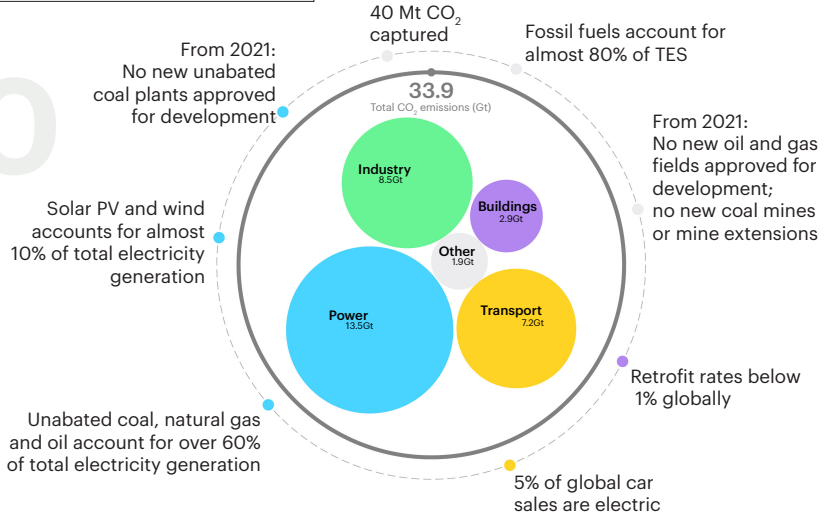 40 Mt CO2
captured
Fossil fuels account for
almost 80% of TES
From 2021:
No new unabated
coal plants approved
for development
33.9
Total CO2 emissions (Gt)
From 2021:
No new oil and gas
fields approved for
development;
no new coal mines
or mine extensions
Industry
8.5Gt
Buildings
2.9Gt
Solar PV and wind
accounts for almost
10% of total electricity
generation
Other
1.9Gt
Power
13.5Gt
Transport
7.2Gt
Retrofit rates below
1% globally
Unabated coal, natural gas
and oil account for over 60%
of total electricity generation
5% of global car
sales are electric